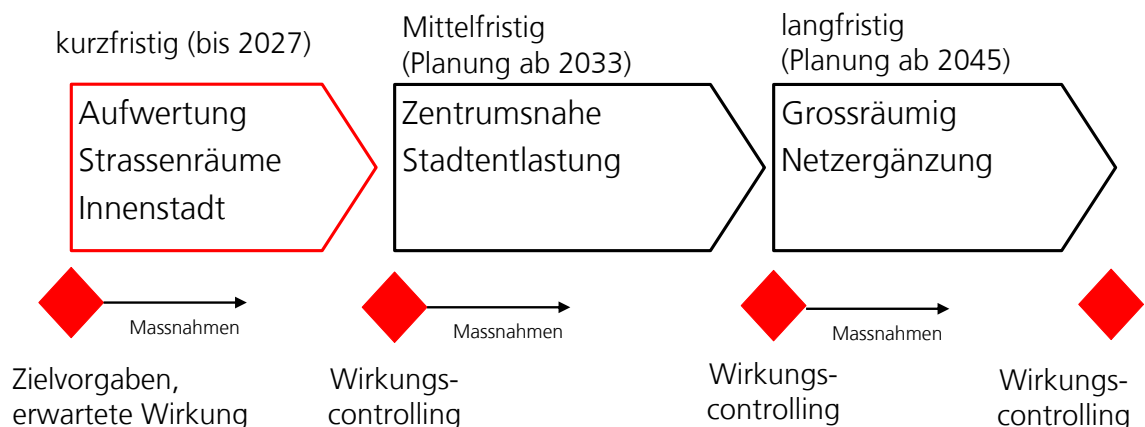 kurzfristig (bis 2027)
Mittelfristig
(Planung ab 2033)
langfristig
(Planung ab 2045)
Aufwertung
Strassenräume
Innenstadt
Zentrumsnahe
Stadtentlastung
Grossräumig
Netzergänzung
Massnahmen
Massnahmen
Massnahmen
Zielvorgaben,
erwartete Wirkung
Wirkungs-
controlling
Wirkungs-
controlling
Wirkungs-
controlling